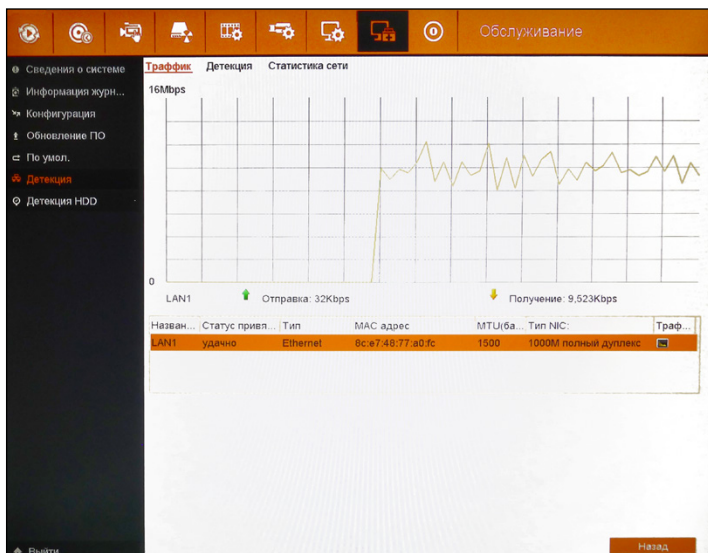 Обслуживание
Сведения о системе
Информация журн...
Конфигурация
Обновление ПО
По умол.
Детекция
Детекция HDD
Траффик Детекция Статистика сети
16Mbps
0
LAN1 Отправка: 32Kbps Получение: 9,523Kbps
Назван... Статус привя... Тип MAC адрес MTU(ба... Тип NIC: Траф...
LAN1 удачно Ethernet 8c:e7:48:77:a0:fc 1500 1000M полный дуплекс
Выйти
Назад